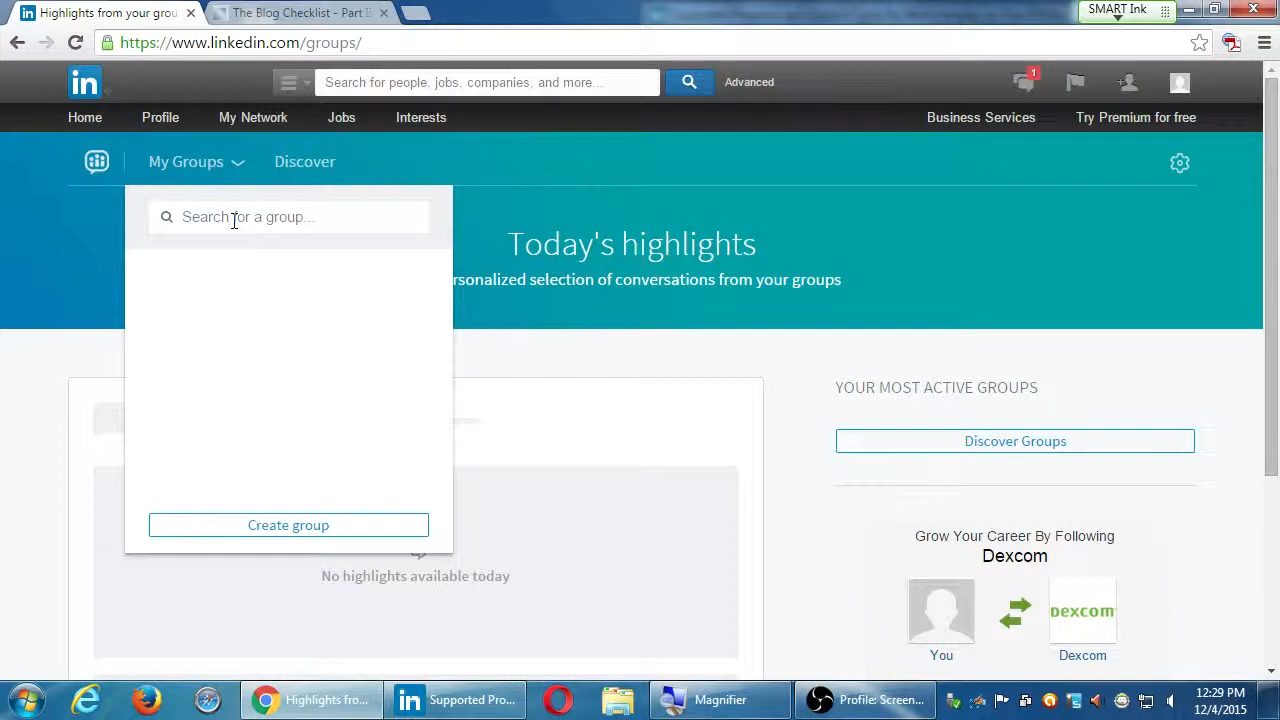 Highlights from your grou
The Blog Checklist - Part I
SMART Ink
https://www.linkedin.com/groups/
in
Search for people, jobs, companies, and more...
Advanced
1
Home
Profile
My Network
Jobs
Interests
Business Services
Try Premium for free
My Groups
Discover
Search for a group...
Today's highlights
rsonalized selection of conversations from your groups
YOUR MOST ACTIVE GROUPS
Discover Groups
Create group
No highlights available today
Grow Your Career By Following
Dexcom
DEXCOM
You
Dexcom
Highlights fro...
in
Supported Pro...
Magnifier
Profile: Screen...
12:29 PM
12/4/2015